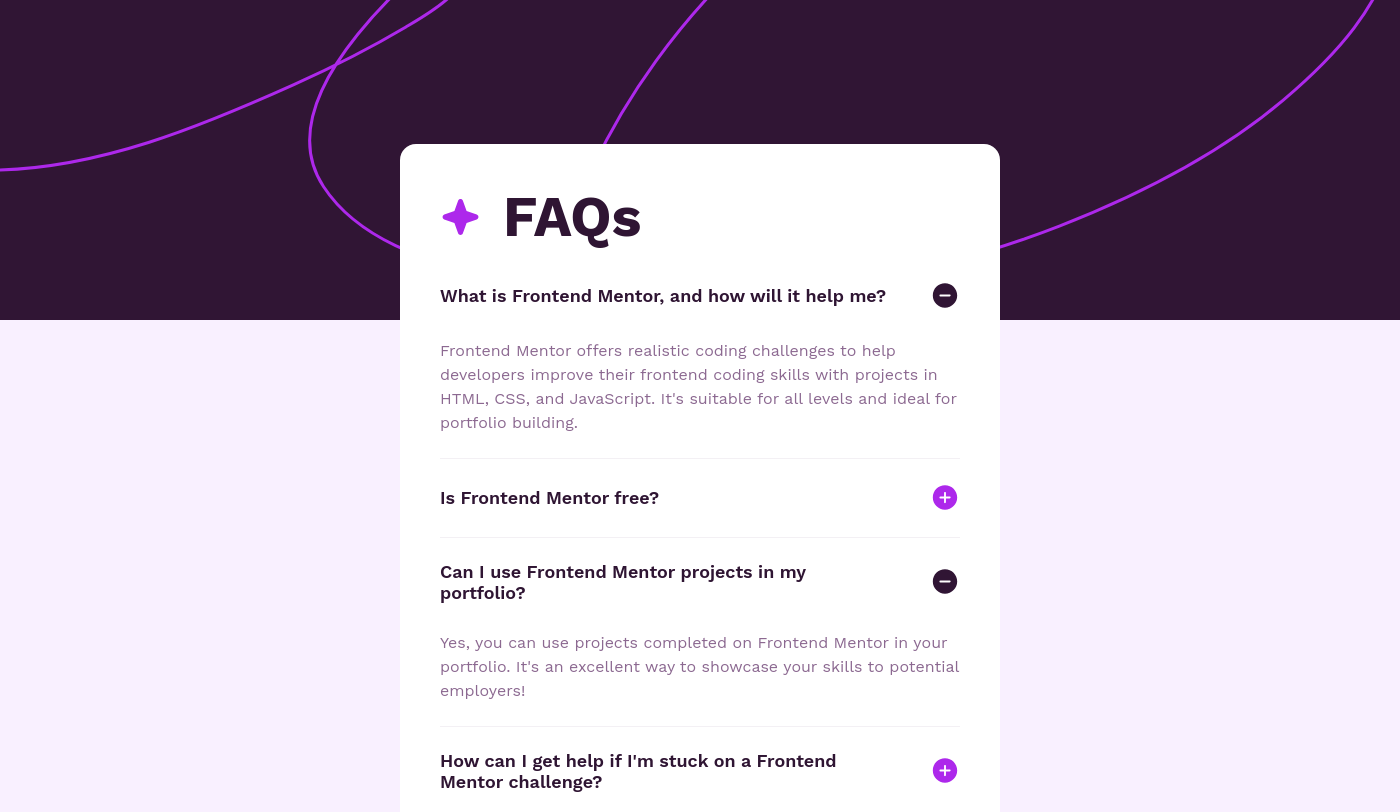 FAQs
What is Frontend Mentor, and how will it help me?
Frontend Mentor offers realistic coding challenges to help
developers improve their frontend coding skills with projects in
HTML, CSS, and JavaScript. It's suitable for all levels and ideal for
portfolio building.
Is Frontend Mentor free?
Can I use Frontend Mentor projects in my
portfolio?
Yes, you can use projects completed on Frontend Mentor in your
portfolio. It's an excellent way to showcase your skills to potential
employers!
How can I get help if I'm stuck on a Frontend
Mentor challenge?